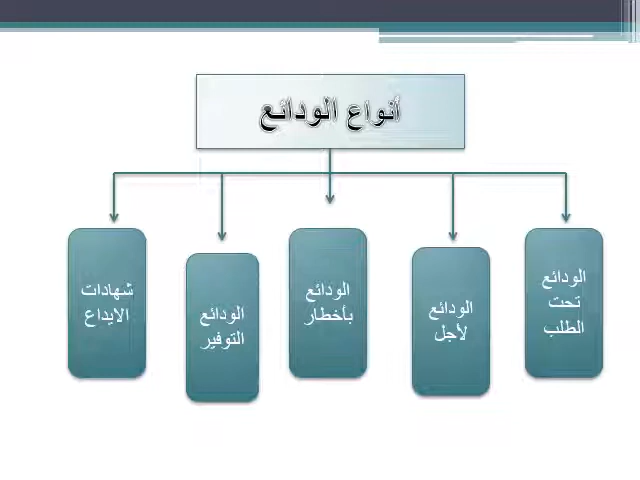 أنواع الودائع
الودائع
تحت
الطلب
الودائع
لأجل
الودائع
بأخطار
الودائع
التوفير
شهادات
الايداع